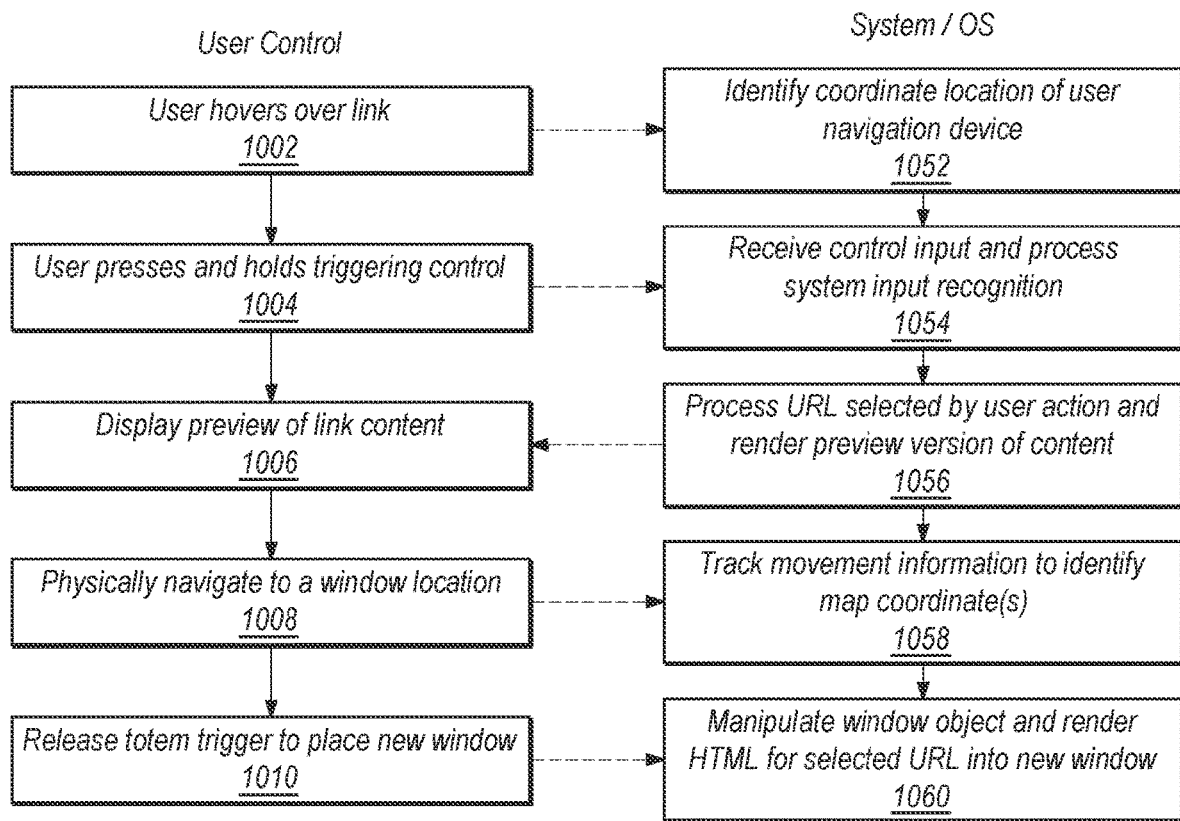 User Control
System / OS
User hovers over link
1002
Identify coordinate location of user
navigation device
1052
User presses and holds triggering control
1004
Receive control input and process
system input recognition
1054
Display preview of link content
1006
Process URL selected by user action and
render preview version of content
1056
Physically navigate to a window location
1008
Track movement information to identify
map coordinate(s)
1058
Release totem trigger to place new window
1010
Manipulate window object and render
HTML for selected URL into new window
1060